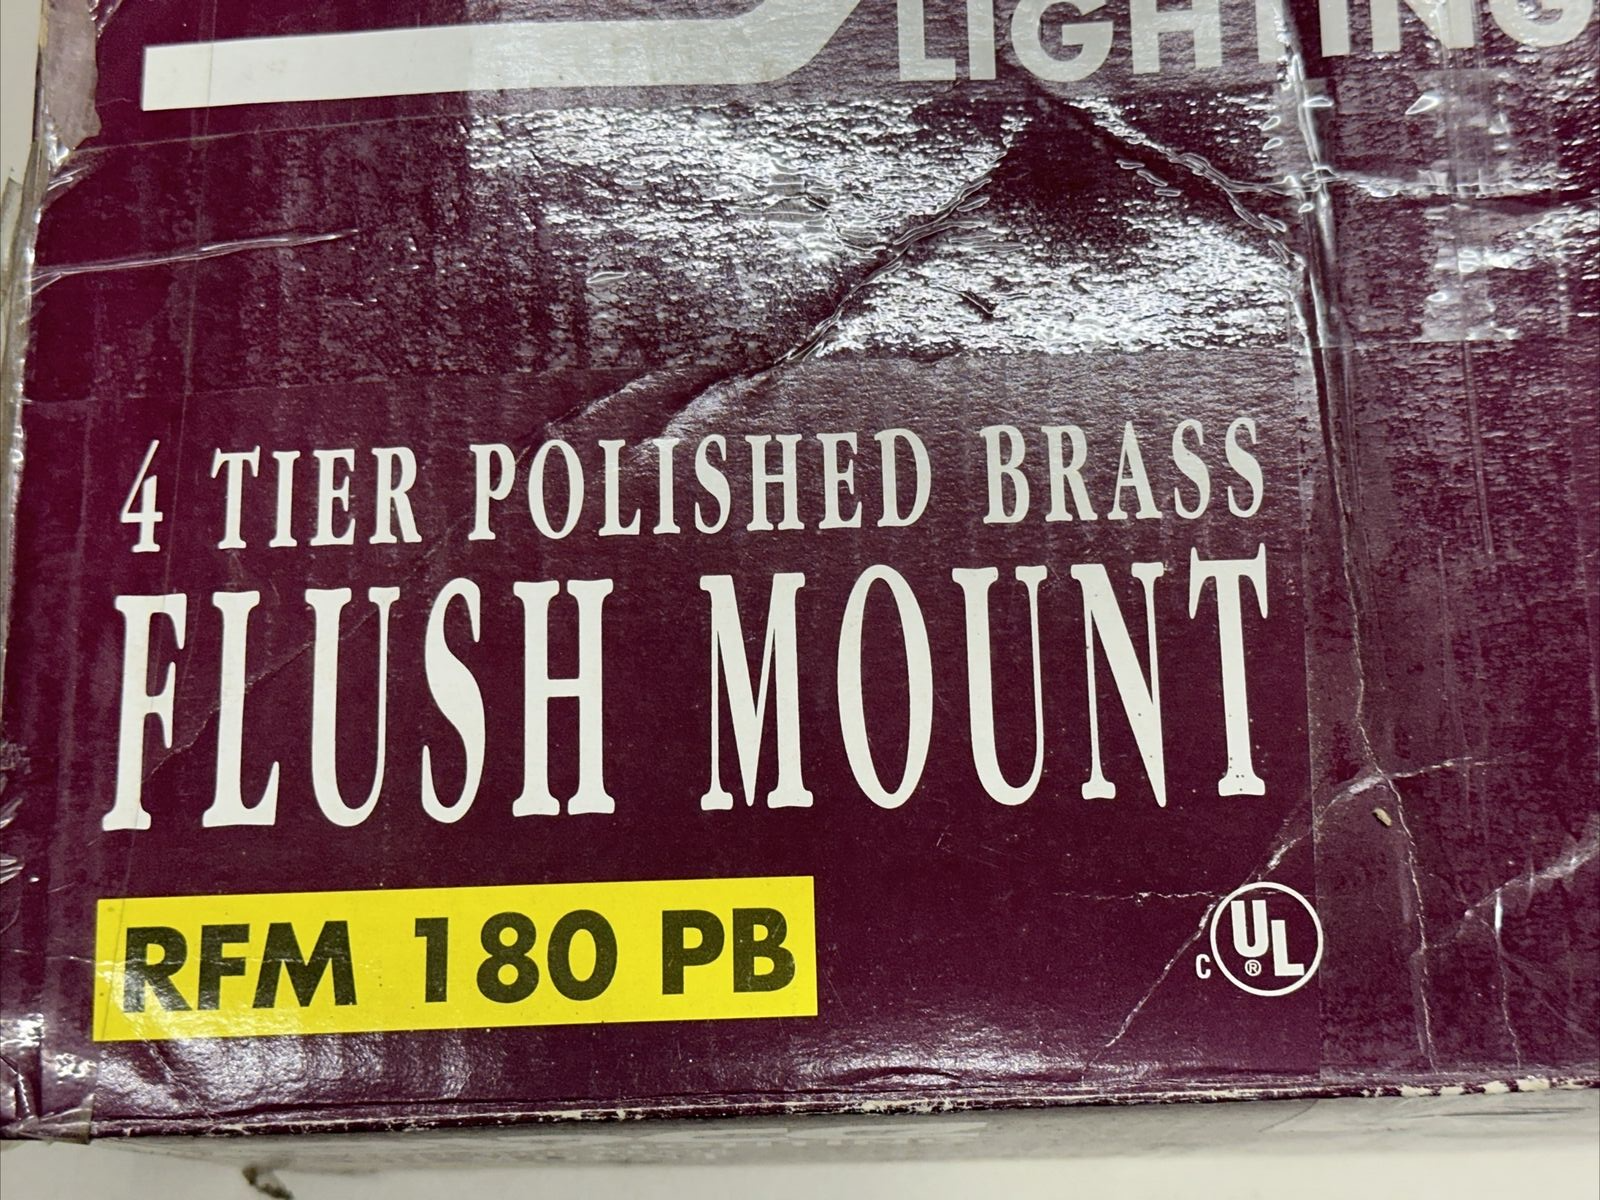 LIGHTING
4 TIER POLISHED BRASS
FLUSH MOUNT
RFM 180 PB
C UL ®